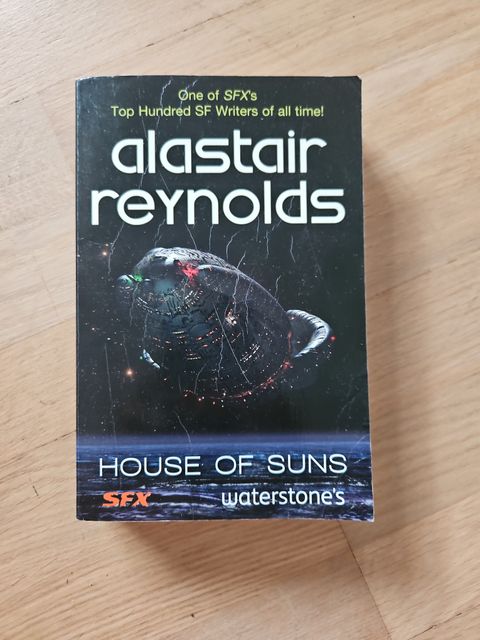 One of SFX's
Top Hundred SF Writers of all time!
alastair
reynolds
HOUSE OF SUNS
SFX waterstone's